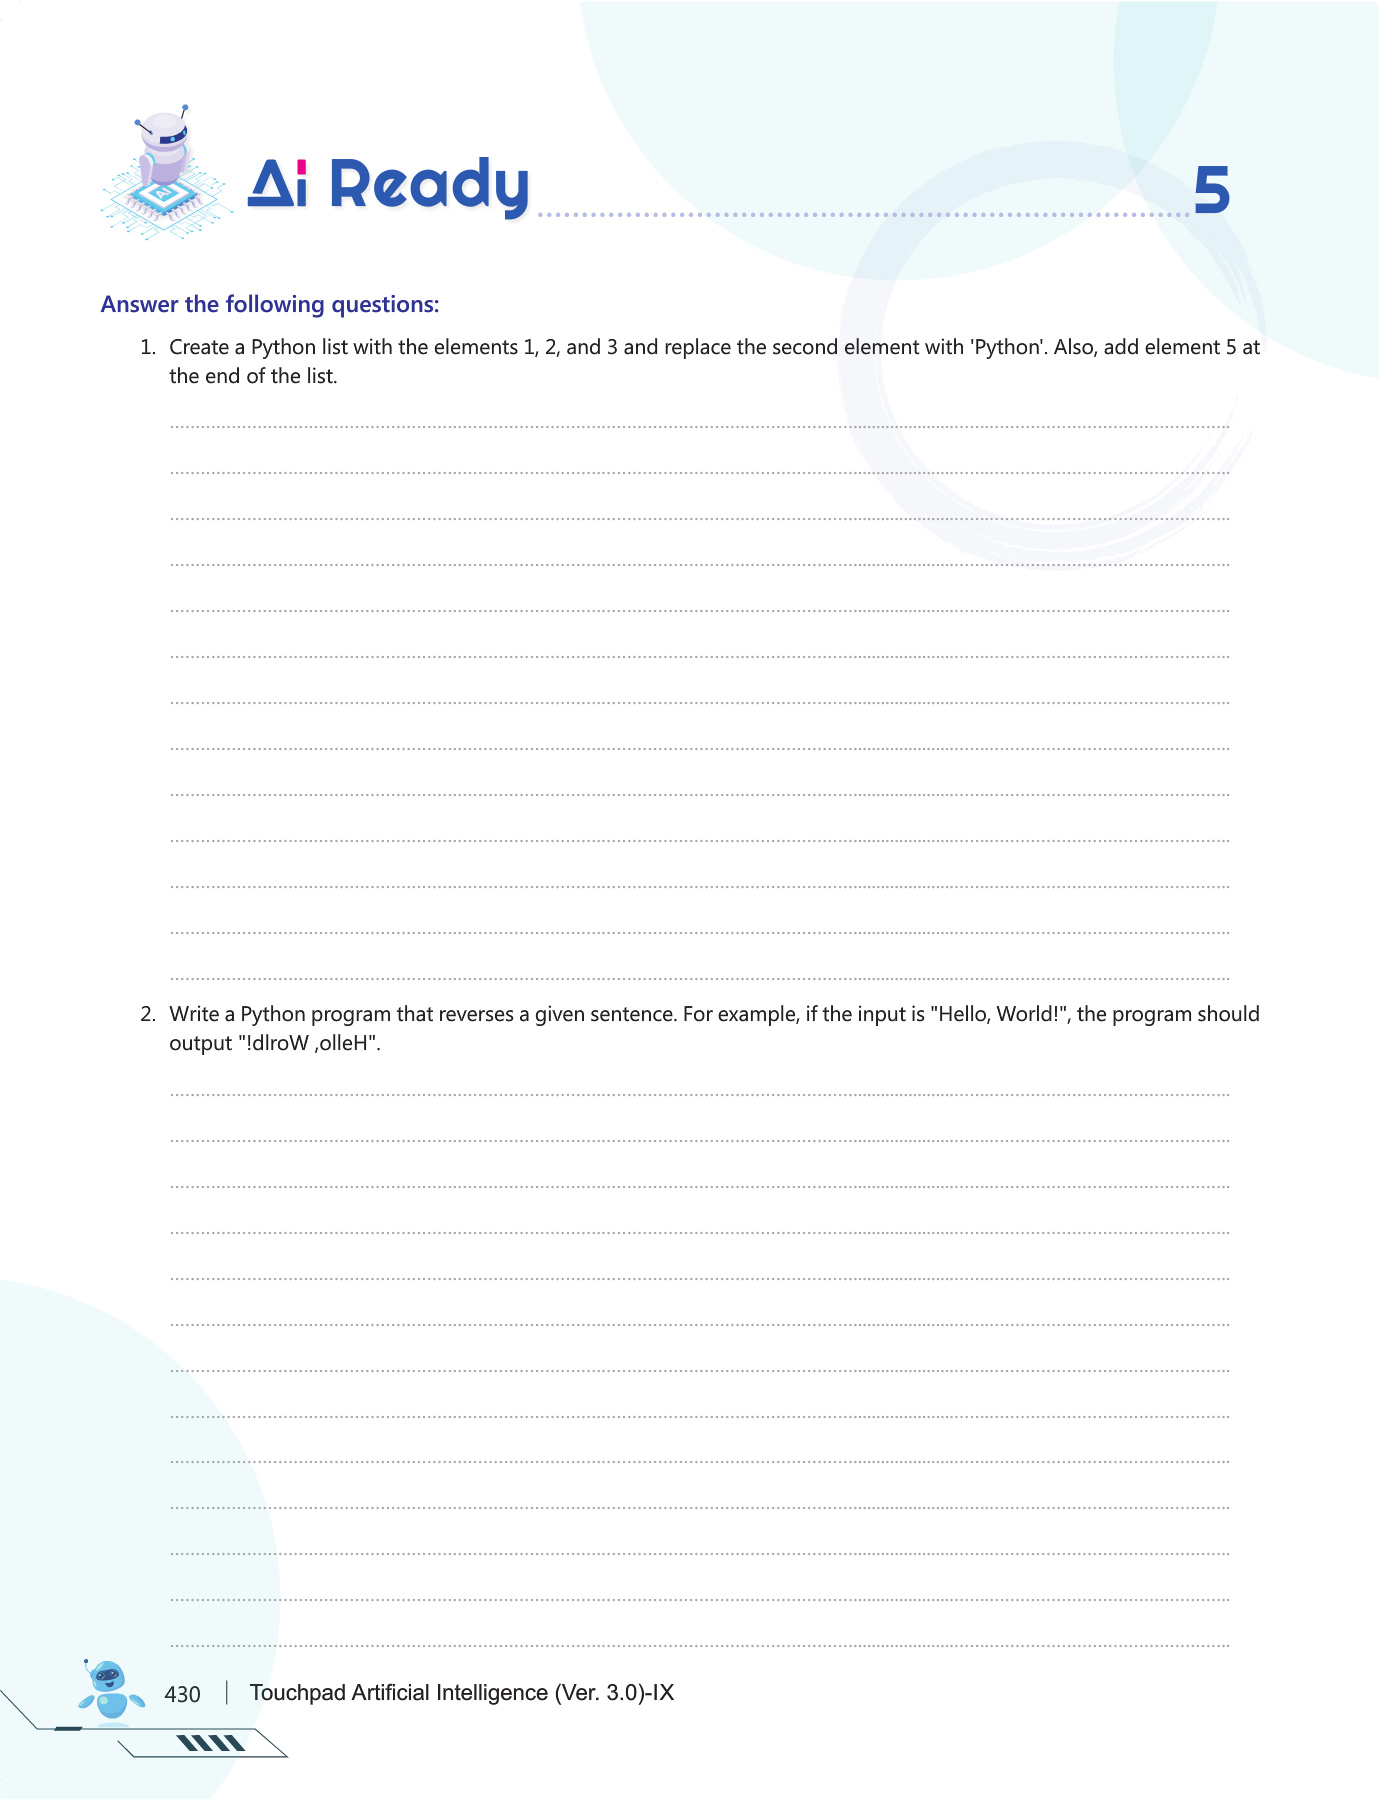 Ai Ready 5
Answer the following questions:
1. Create a Python list with the elements 1, 2, and 3 and replace the second element with 'Python'. Also, add element 5 at
the end of the list.
2. Write a Python program that reverses a given sentence. For example, if the input is "Hello, World!", the program should
output "!dlroW ,olleH".
430 | Touchpad Artificial Intelligence (Ver. 3.0)-IX